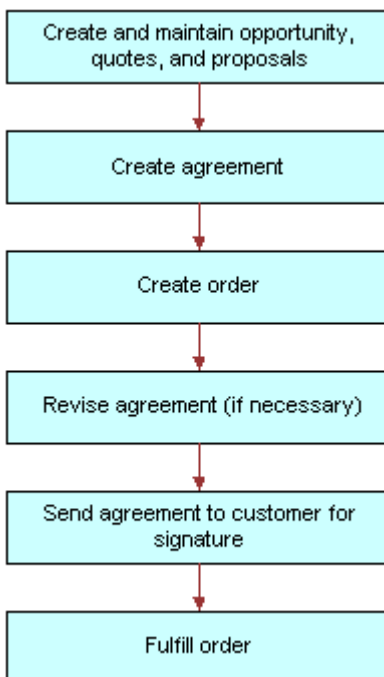 Create and maintain opportunity,
quotes, and proposals
Create agreement
Create order
Revise agreement (if necessary)
Send agreement to customer for
signature
Fulfill order